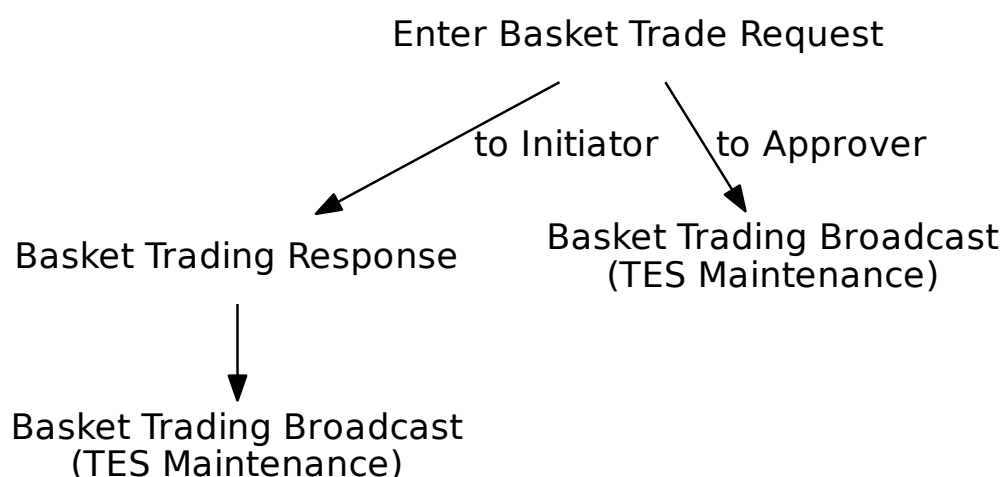 Enter Basket Trade Request
to Initiator
to Approver
Basket Trading Response
Basket Trading Broadcast
(TES Maintenance)
Basket Trading Broadcast
(TES Maintenance)